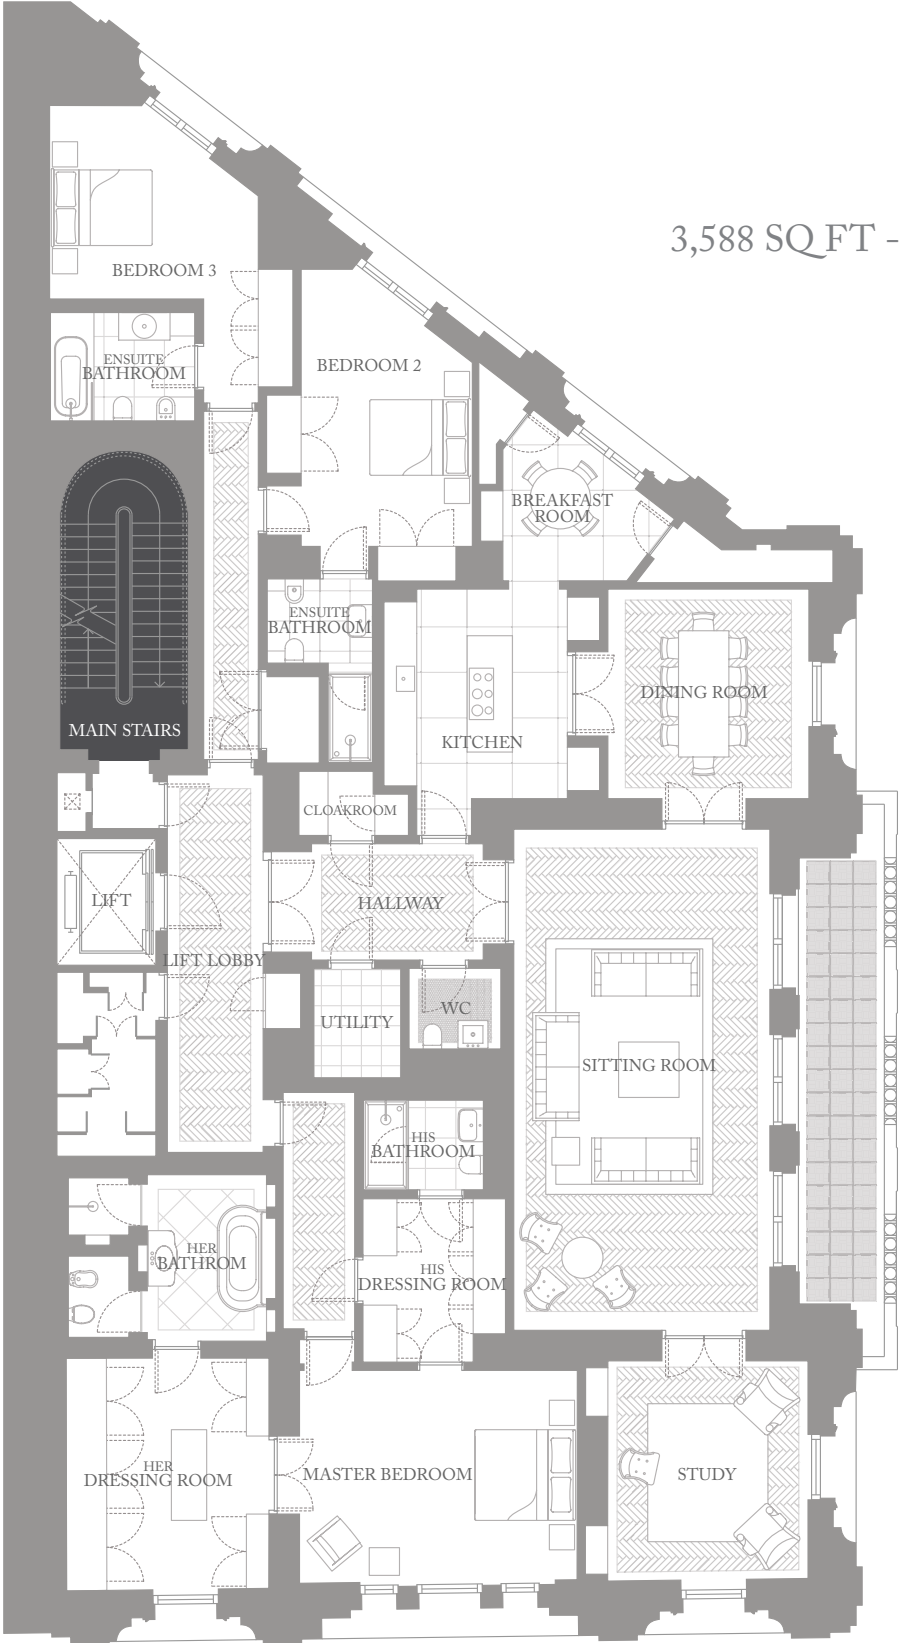 3,588 SQ FT -
BEDROOM 3
ENSUITE
BATHROOM
BEDROOM 2
BREAKFAST
ROOM
ENSUITE
BATHROOM
DINING ROOM
MAIN STAIRS
KITCHEN
CLOAKROOM
LIFT
HALLWAY
LIFT LOBBY
UTILITY
WC
SITTING ROOM
HIS
BATHROOM
HER
BATHROM
HIS
DRESSING ROOM
HER
DRESSING ROOM
MASTER BEDROOM
STUDY